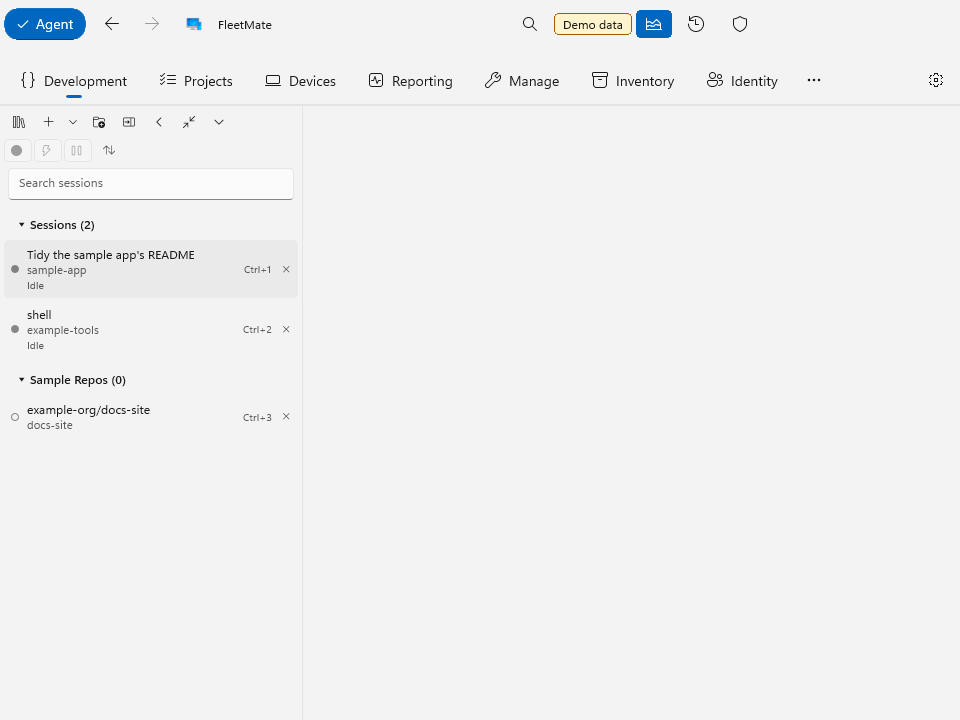 Agent
FleetMate
Demo data
Development
Projects
Devices
Reporting
Manage
Inventory
Identity
Search sessions
Sessions (2)
Tidy the sample app's README
sample-app
Ctrl+1
Idle
shell
example-tools
Ctrl+2
Idle
Sample Repos (0)
example-org/docs-site
docs-site
Ctrl+3